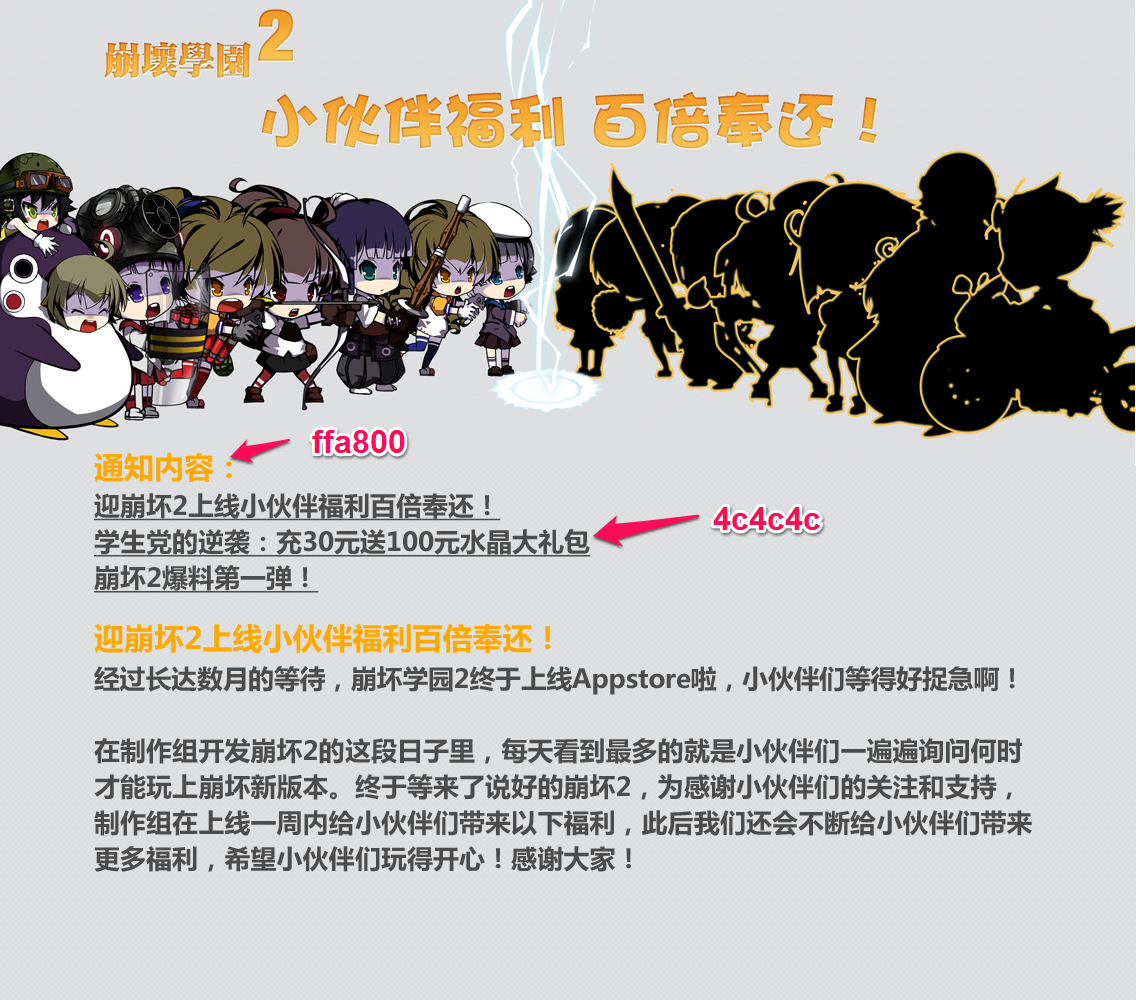 崩壞學園2
小伙伴福利 百倍奉还！
通知内容：
ffa800
迎崩坏2上线小伙伴福利百倍奉还！
学生党的逆袭：充30元送100元水晶大礼包
4c4c4c
崩坏2爆料第一弹！
迎崩坏2上线小伙伴福利百倍奉还！
经过长达数月的等待，崩坏学园2终于上线Appstore啦，小伙伴们等得好捉急啊！
在制作组开发崩坏2的这段日子里，每天看到最多的就是小伙伴们一遍遍询问何时
才能玩上崩坏新版本。终于等来了说好的崩坏2，为感谢小伙伴们的关注和支持，
制作组在上线一周内给小伙伴们带来以下福利，此后我们还会不断给小伙伴们带来
更多福利，希望小伙伴们玩得开心！感谢大家！